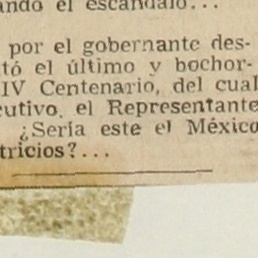 ando el escándalo...
por el gobernante des-
tó el último y bochor-
IV Centenario, del cual
cutivo, el Representante
¿Sería este el México
tricios?...